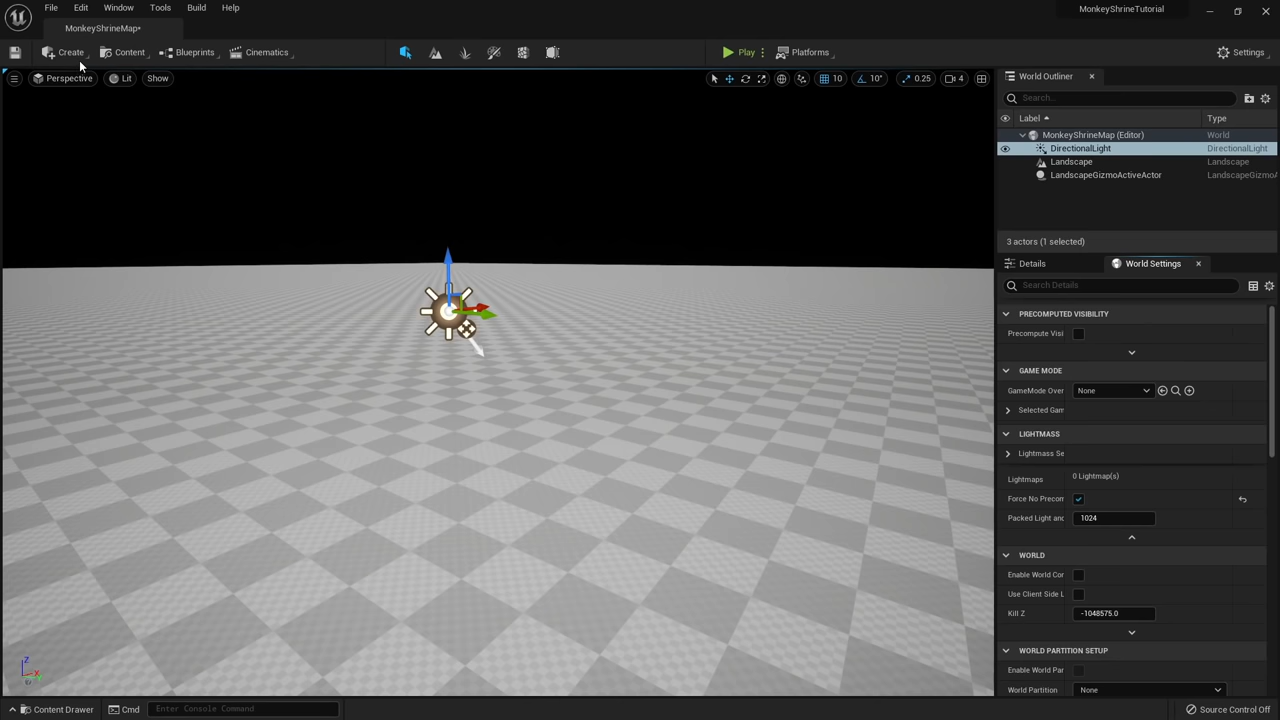 File Edit Window Tools Build Help
MonkeyShrineTutorial
MonkeyShrineMap*
Create Content Blueprints Cinematics Play Platforms Settings
Perspective Lit Show 10 10° 0.25 4
World Outliner
Search...
Label Type
MonkeyShrineMap (Editor) World
DirectionalLight DirectionalLight
Landscape Landscape
LandscapeGizmoActiveActor LandscapeGizmoA
3 actors (1 selected)
Details World Settings
Search Details
PRECOMPUTED VISIBILITY
Precompute Visi
GAME MODE
GameMode Over None
Selected Gam
LIGHTMASS
Lightmass Se
Lightmaps 0 Lightmap(s)
Force No Precom
Packed Light and 1024
WORLD
Enable World Cor
Use Client Side L
Kill Z -1048575.0
WORLD PARTITION SETUP
Enable World Par
World Partition None
Z
X
Content Drawer Cmd Enter Console Command Source Control Off